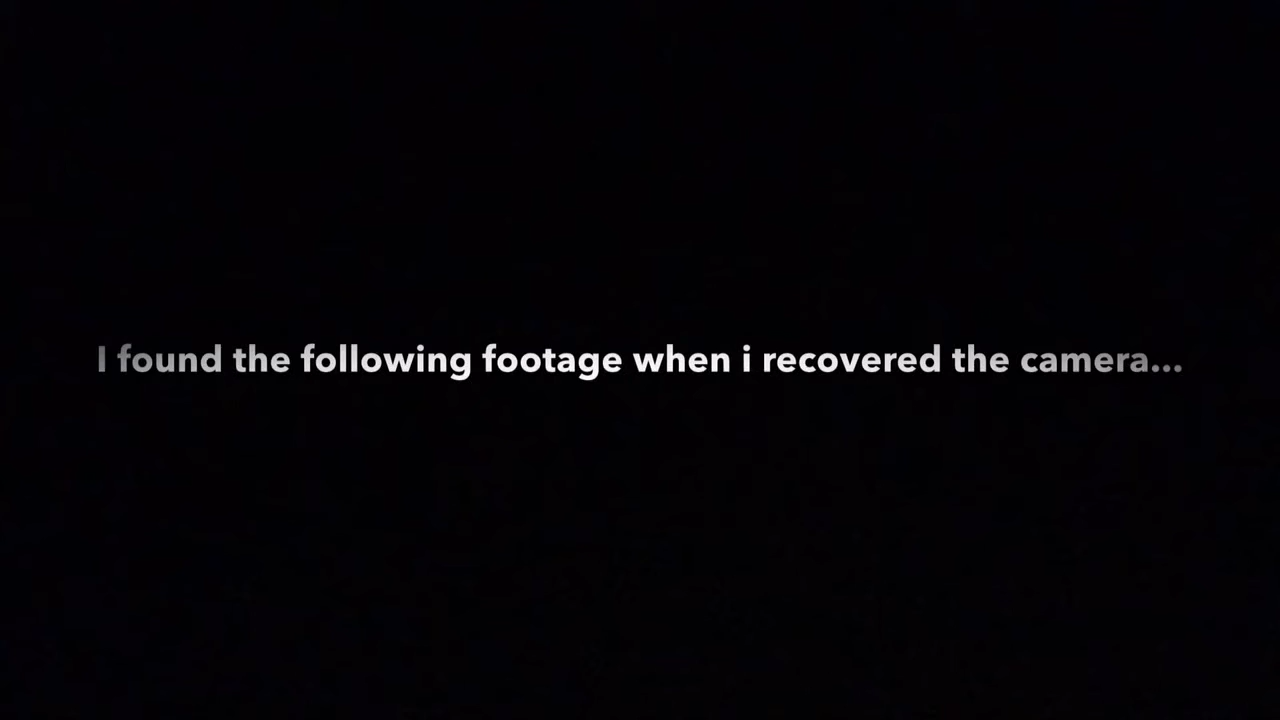 I found the following footage when i recovered the camera...